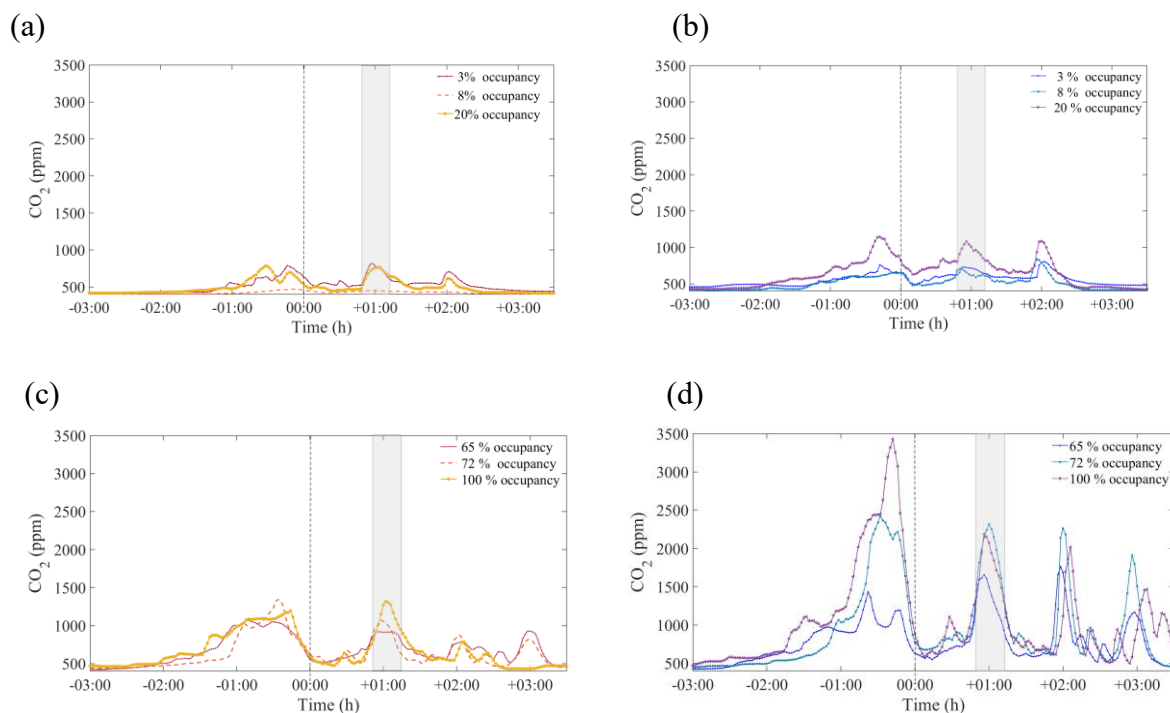 (a)
3500
3000
2500
2000
1500
1000
500
CO2 (ppm)
3% occupancy
8% occupancy
20% occupancy
-03:00 -02:00 -01:00 00:00 +01:00 +02:00 +03:00
Time (h)
(b)
3500
3000
2500
2000
1500
1000
500
CO2 (ppm)
3 % occupancy
8 % occupancy
20 % occupancy
-03:00 -02:00 -01:00 00:00 +01:00 +02:00 +03:00
Time (h)
(c)
3500
3000
2500
2000
1500
1000
500
CO2 (ppm)
65 % occupancy
72 % occupancy
100 % occupancy
-03:00 -02:00 -01:00 00:00 +01:00 +02:00 +03:00
Time (h)
(d)
3500
3000
2500
2000
1500
1000
500
CO2 (ppm)
65 % occupancy
72 % occupancy
100 % occupancy
-03:00 -02:00 -01:00 00:00 +01:00 +02:00 +03:00
Time (h)